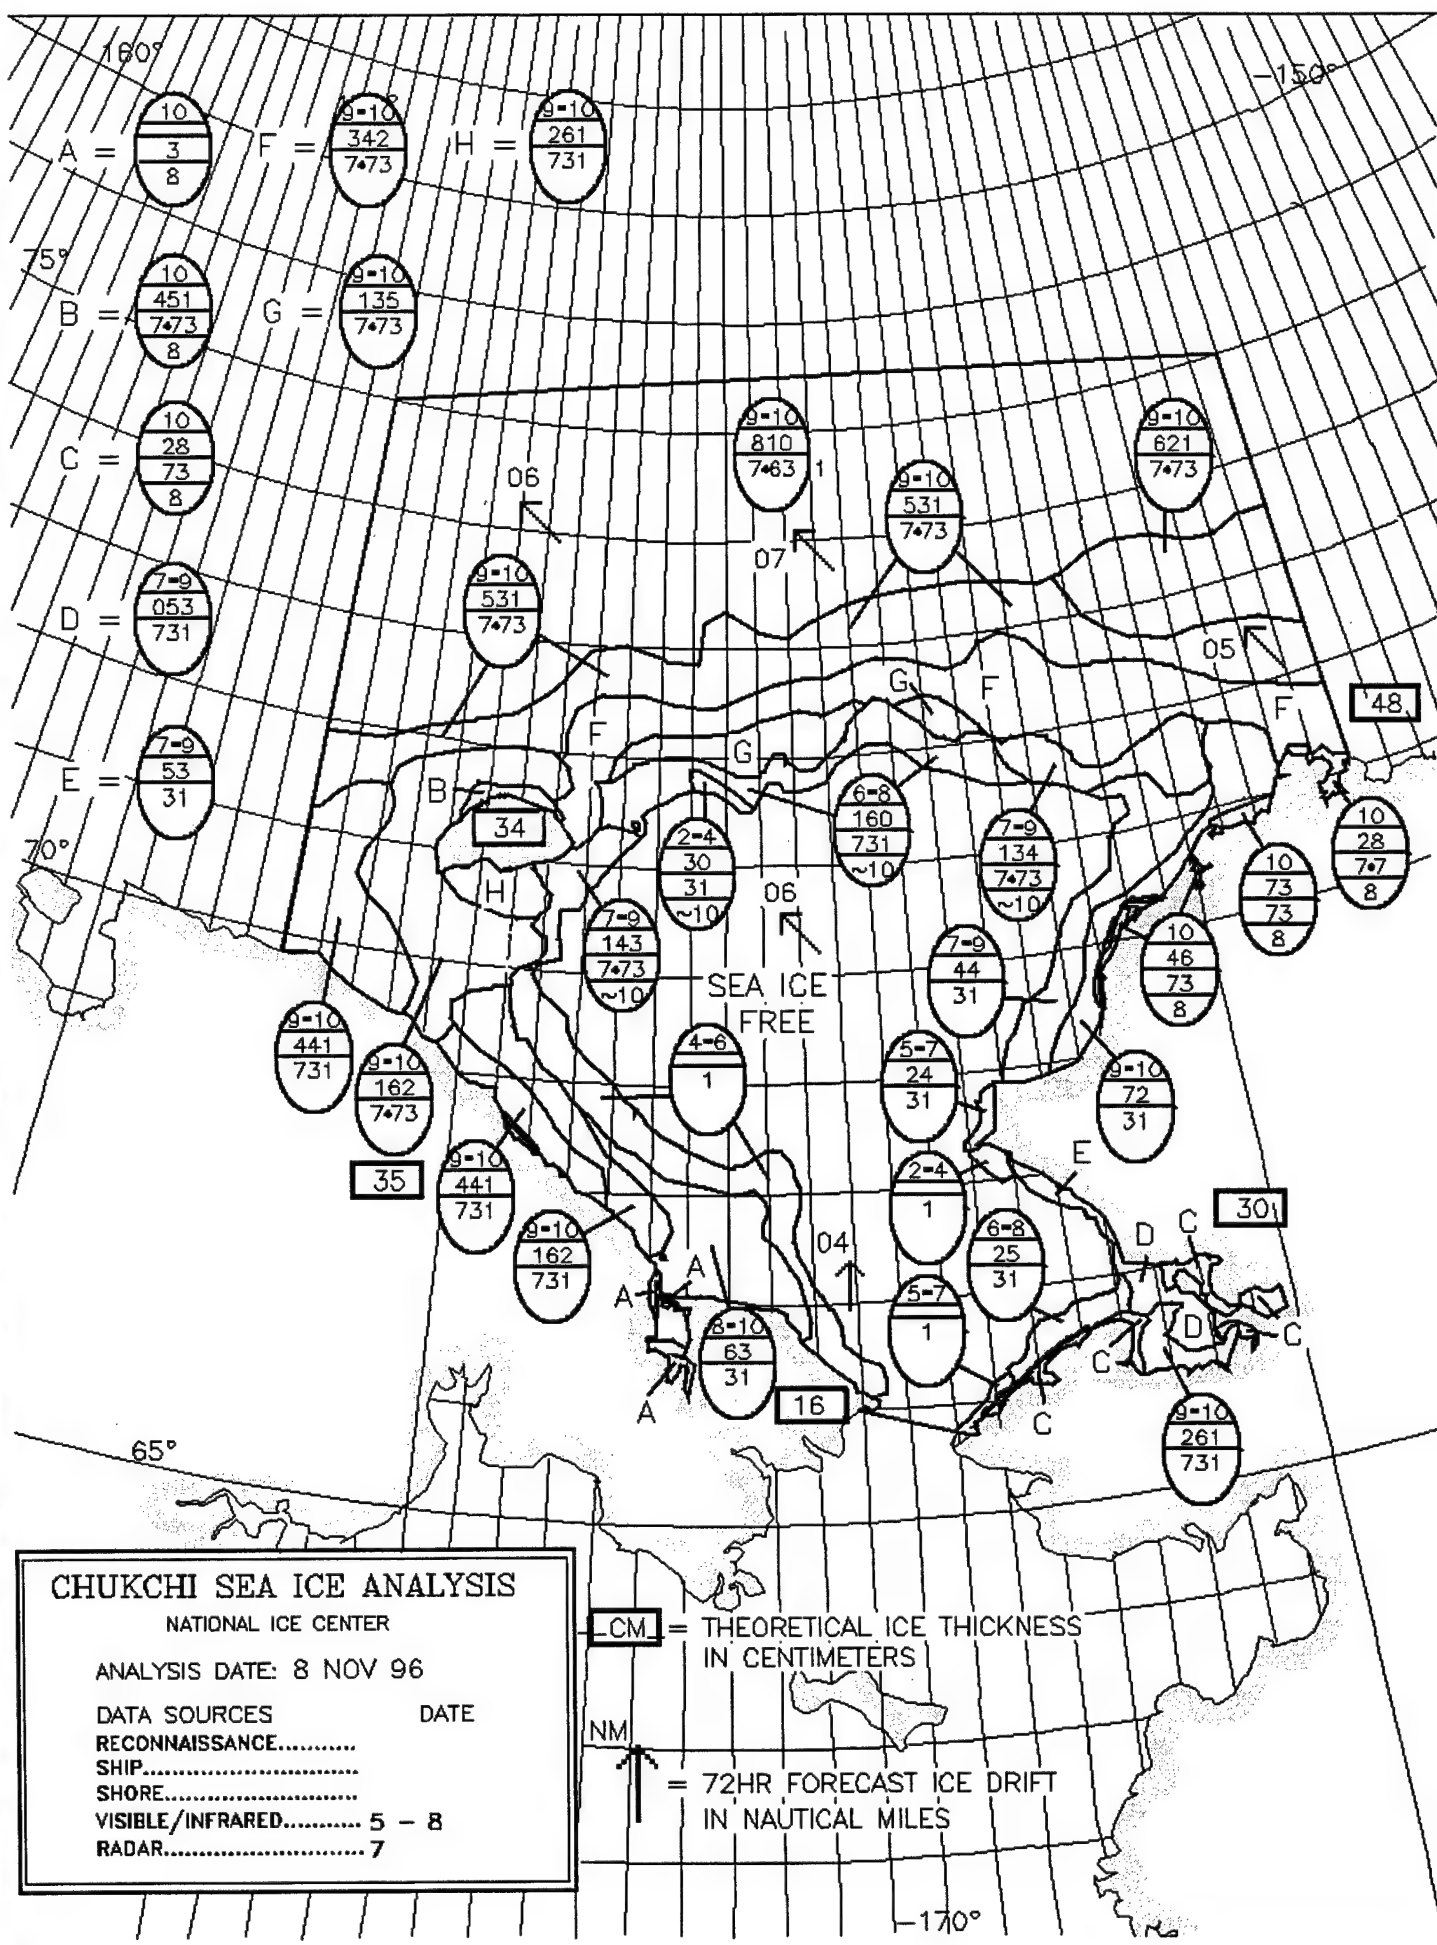 160°
-150°
A =
10
3
8
F =
9-10
342
7•73
H =
9-10
261
731
75°
B =
10
451
7•73
8
G =
9-10
135
7•73
C =
10
28
73
8
9-10
810
7•63
1
9-10
621
7•73
06
9-10
531
7•73
07
D =
7-9
053
731
9-10
531
7•73
05
G
F
F
48
F
G
E =
7-9
53
31
B
34
6-8
160
731
~10
7-9
134
7•73
~10
10
28
7•7
8
2-4
30
31
~10
70°
10
73
73
8
H
06
7-9
143
7•73
~10
7-9
44
31
10
46
73
8
SEA ICE
FREE
9-10
441
731
9-10
162
7•73
4-6
1
5-7
24
31
9-10
72
31
35
9-10
441
731
2-4
1
E
30
9-10
162
731
04
6-8
25
31
D
C
A
A
5-7
1
8-10
63
31
D
C
C
A
16
C
9-10
261
731
65°
CHUKCHI SEA ICE ANALYSIS
NATIONAL ICE CENTER
ANALYSIS DATE: 8 NOV 96
DATA SOURCES DATE
RECONNAISSANCE...........
SHIP..............................
SHORE...........................
VISIBLE/INFRARED........... 5 - 8
RADAR............................ 7
CM = THEORETICAL ICE THICKNESS
IN CENTIMETERS
NM
= 72HR FORECAST ICE DRIFT
IN NAUTICAL MILES
-170°